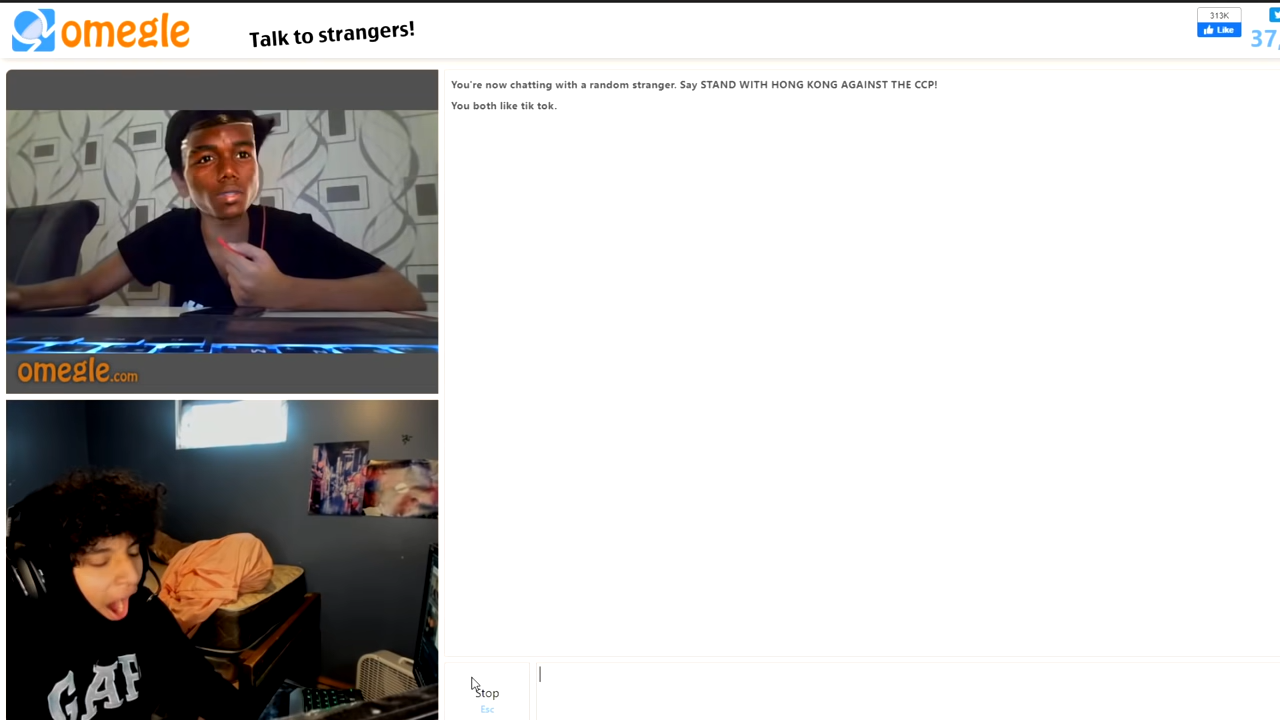 omegle
Talk to strangers!
313K
Like
37,
You're now chatting with a random stranger. Say STAND WITH HONG KONG AGAINST THE CCP!
You both like tik tok.
omegle.com
GAP
Stop
Esc